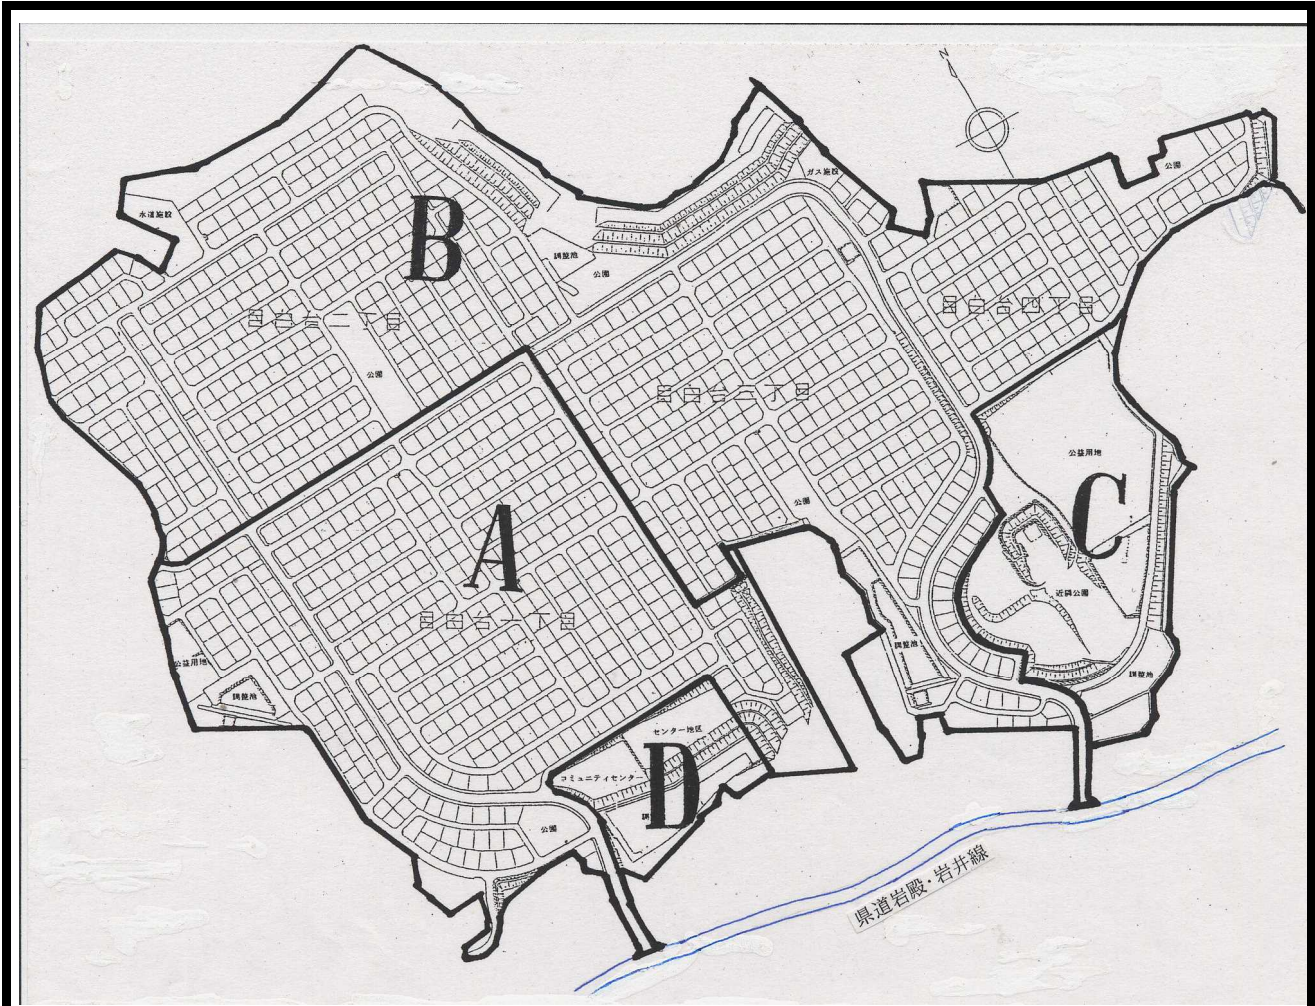 N
ガス施設
公園
水道施設
B
調整池
公園
目白台二丁目
目白台四丁目
公園
目白台三丁目
公益用地
C
公園
A
近隣公園
目白台一丁目
調整池
公益用地
調整池
調整池
センター地区
D
コミュニティセンター
公園
県道岩殿・岩井線